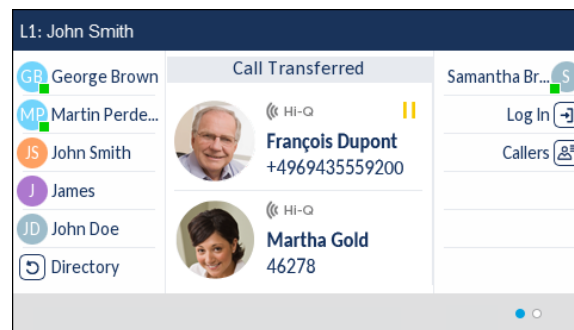 L1: John Smith
GB George Brown
MP Martin Perde...
JS John Smith
J James
JD John Doe
Directory
Call Transferred
Hi-Q
François Dupont
+4969435559200
Hi-Q
Martha Gold
46278
Samantha Br... S
Log In
Callers